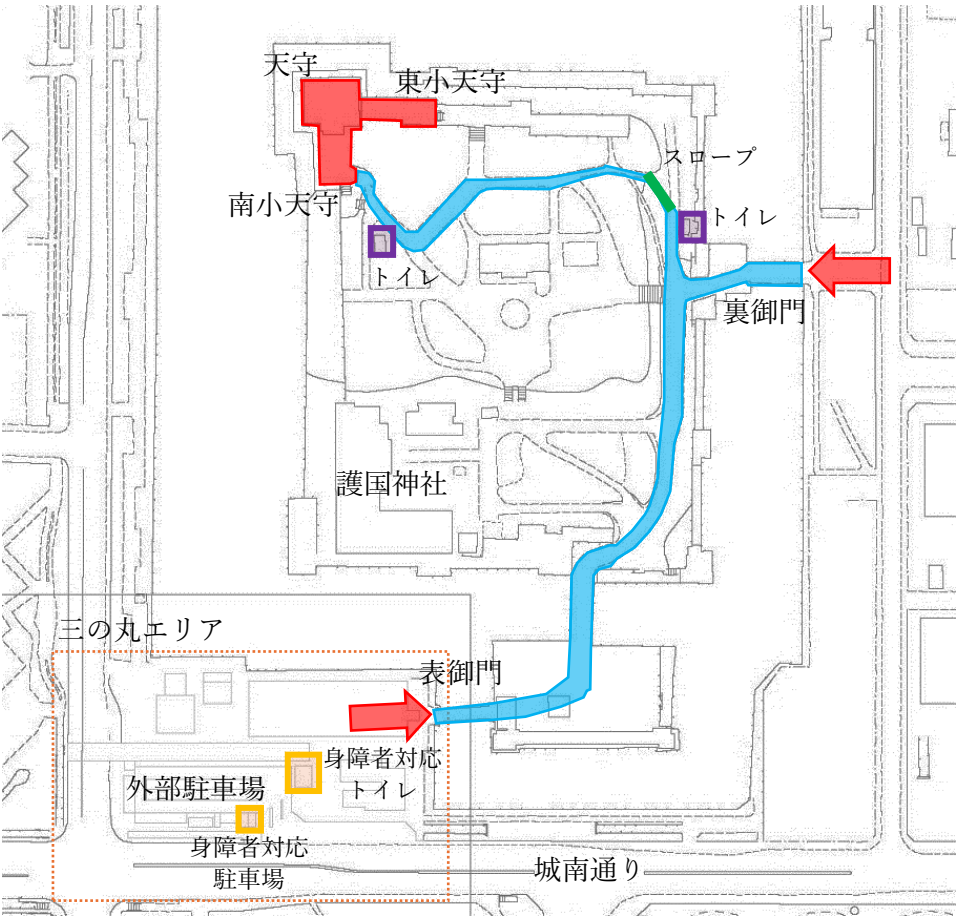 天守
東小天守
スロープ
南小天守
トイレ
トイレ
裏御門
護国神社
三の丸エリア
表御門
身障者対応
トイレ
外部駐車場
身障者対応
駐車場
城南通り